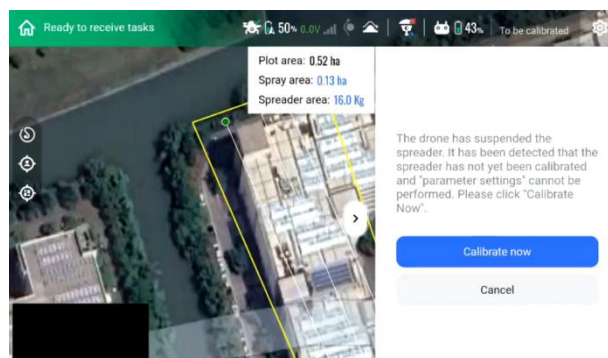 Ready to receive tasks
50% 0.0V
43%
To be calibrated
Plot area: 0.52 ha
Spray area: 0.13 ha
Spreader area: 16.0 Kg
The drone has suspended the
spreader. It has been detected that the
spreader has not yet been calibrated
and "parameter settings" cannot be
performed. Please click "Calibrate
Now".
Calibrate now
Cancel